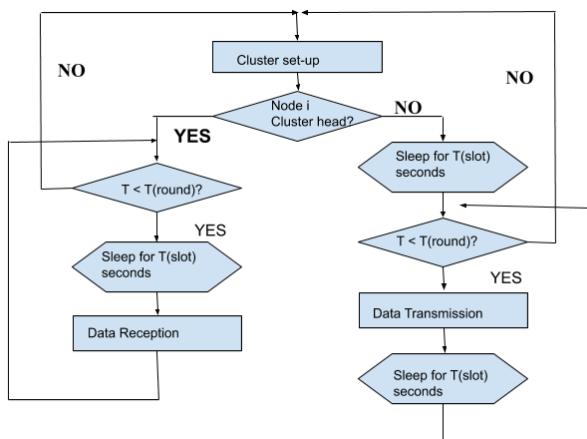 NO
Cluster set-up
NO
Node i
Cluster head?
YES
NO
Sleep for T(slot)
seconds
T < T(round)?
T < T(round)?
YES
Sleep for T(slot)
seconds
YES
Data Reception
Data Transmission
Sleep for T(slot)
seconds